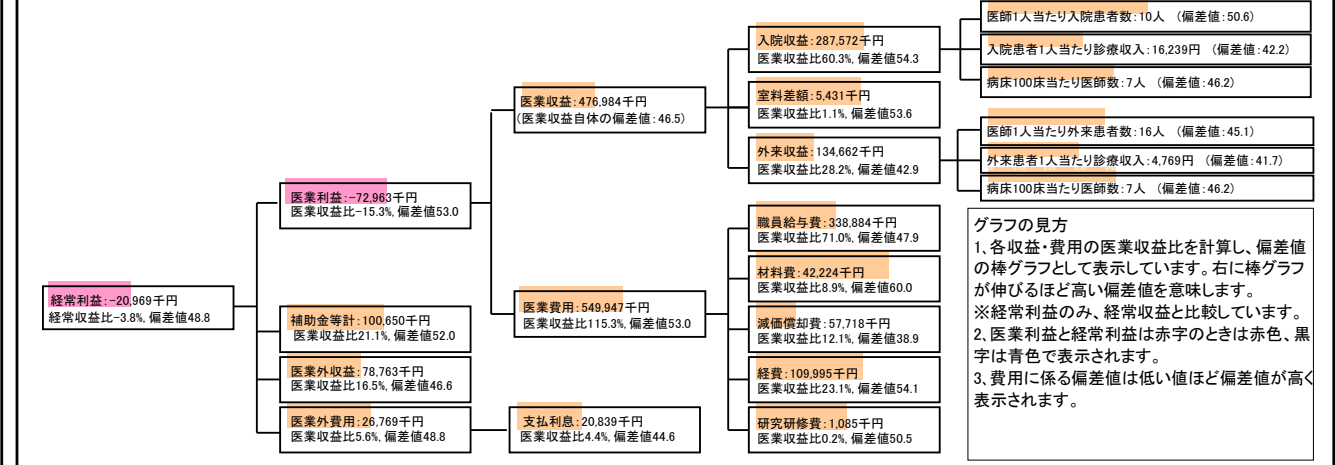 経常利益：-20,969千円
経常収益比-3.8%, 偏差値48.8
医業利益：-72,963千円
医業収益比-15.3%, 偏差値53.0
補助金等計：100,650千円
医業収益比21.1%, 偏差値52.0
医業外収益：78,763千円
医業収益比16.5%, 偏差値46.6
医業外費用：26,769千円
医業収益比5.6%, 偏差値48.8
医業収益：476,984千円
（医業収益自体の偏差値：46.5）
医業費用：549,947千円
医業収益比115.3%, 偏差値53.0
支払利息：20,839千円
医業収益比4.4%, 偏差値44.6
入院収益：287,572千円
医業収益比60.3%, 偏差値54.3
室料差額：5,431千円
医業収益比1.1%, 偏差値53.6
外来収益：134,662千円
医業収益比28.2%, 偏差値42.9
職員給与費：338,884千円
医業収益比71.0%, 偏差値47.9
材料費：42,224千円
医業収益比8.9%, 偏差値60.0
減価償却費：57,718千円
医業収益比12.1%, 偏差値38.9
経費：109,995千円
医業収益比23.1%, 偏差値54.1
研究研修費：1,085千円
医業収益比0.2%, 偏差値50.5
医師1人当たり入院患者数：10人 （偏差値：50.6）
入院患者1人当たり診療収入：16,239円 （偏差値：42.2）
病床100床当たり医師数：7人 （偏差値：46.2）
医師1人当たり外来患者数：16人 （偏差値：45.1）
外来患者1人当たり診療収入：4,769円 （偏差値：41.7）
病床100床当たり医師数：7人 （偏差値：46.2）
グラフの見方
1、各収益・費用の医業収益比を計算し、偏差値
の棒グラフとして表示しています。右に棒グラフ
が伸びるほど高い偏差値を意味します。
※経常利益のみ、経常収益と比較しています。
2、医業利益と経常利益は赤字のときは赤色、黒
字は青色で表示されます。
3、費用に係る偏差値は低い値ほど偏差値が高く
表示されます。